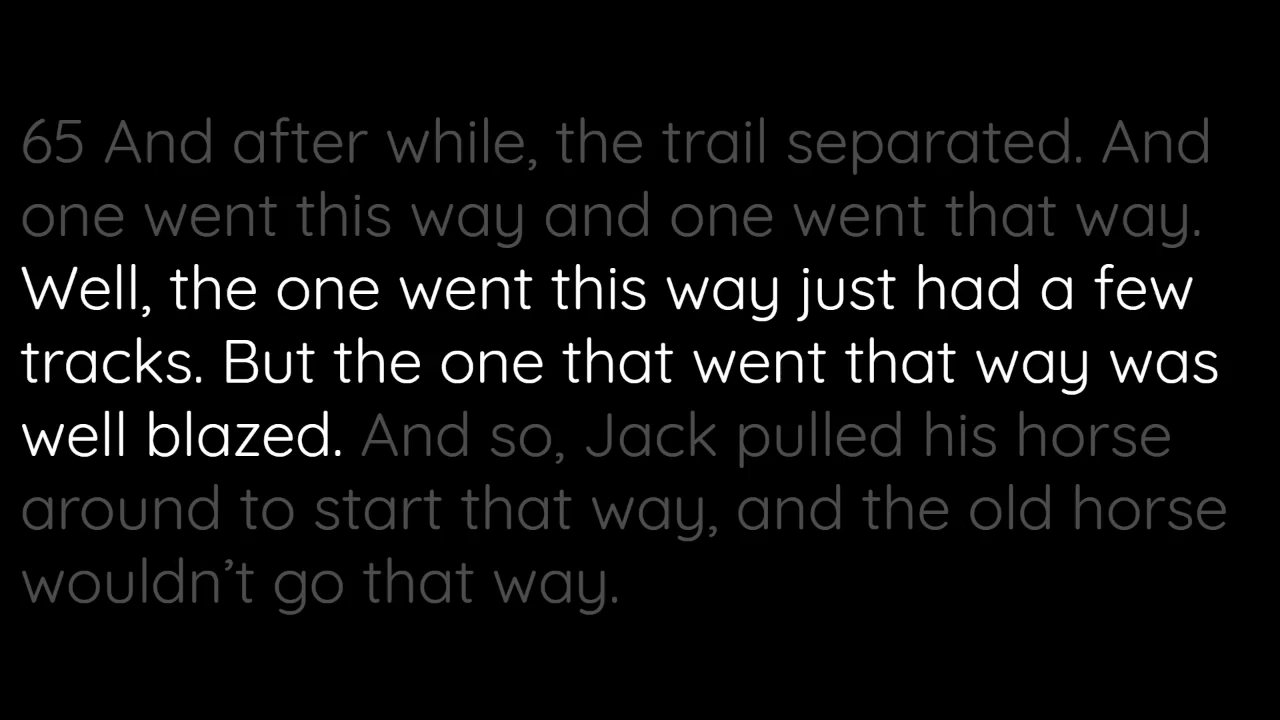 65 And after while, the trail separated. And
one went this way and one went that way.
Well, the one went this way just had a few
tracks. But the one that went that way was
well blazed. And so, Jack pulled his horse
around to start that way, and the old horse
wouldn’t go that way.